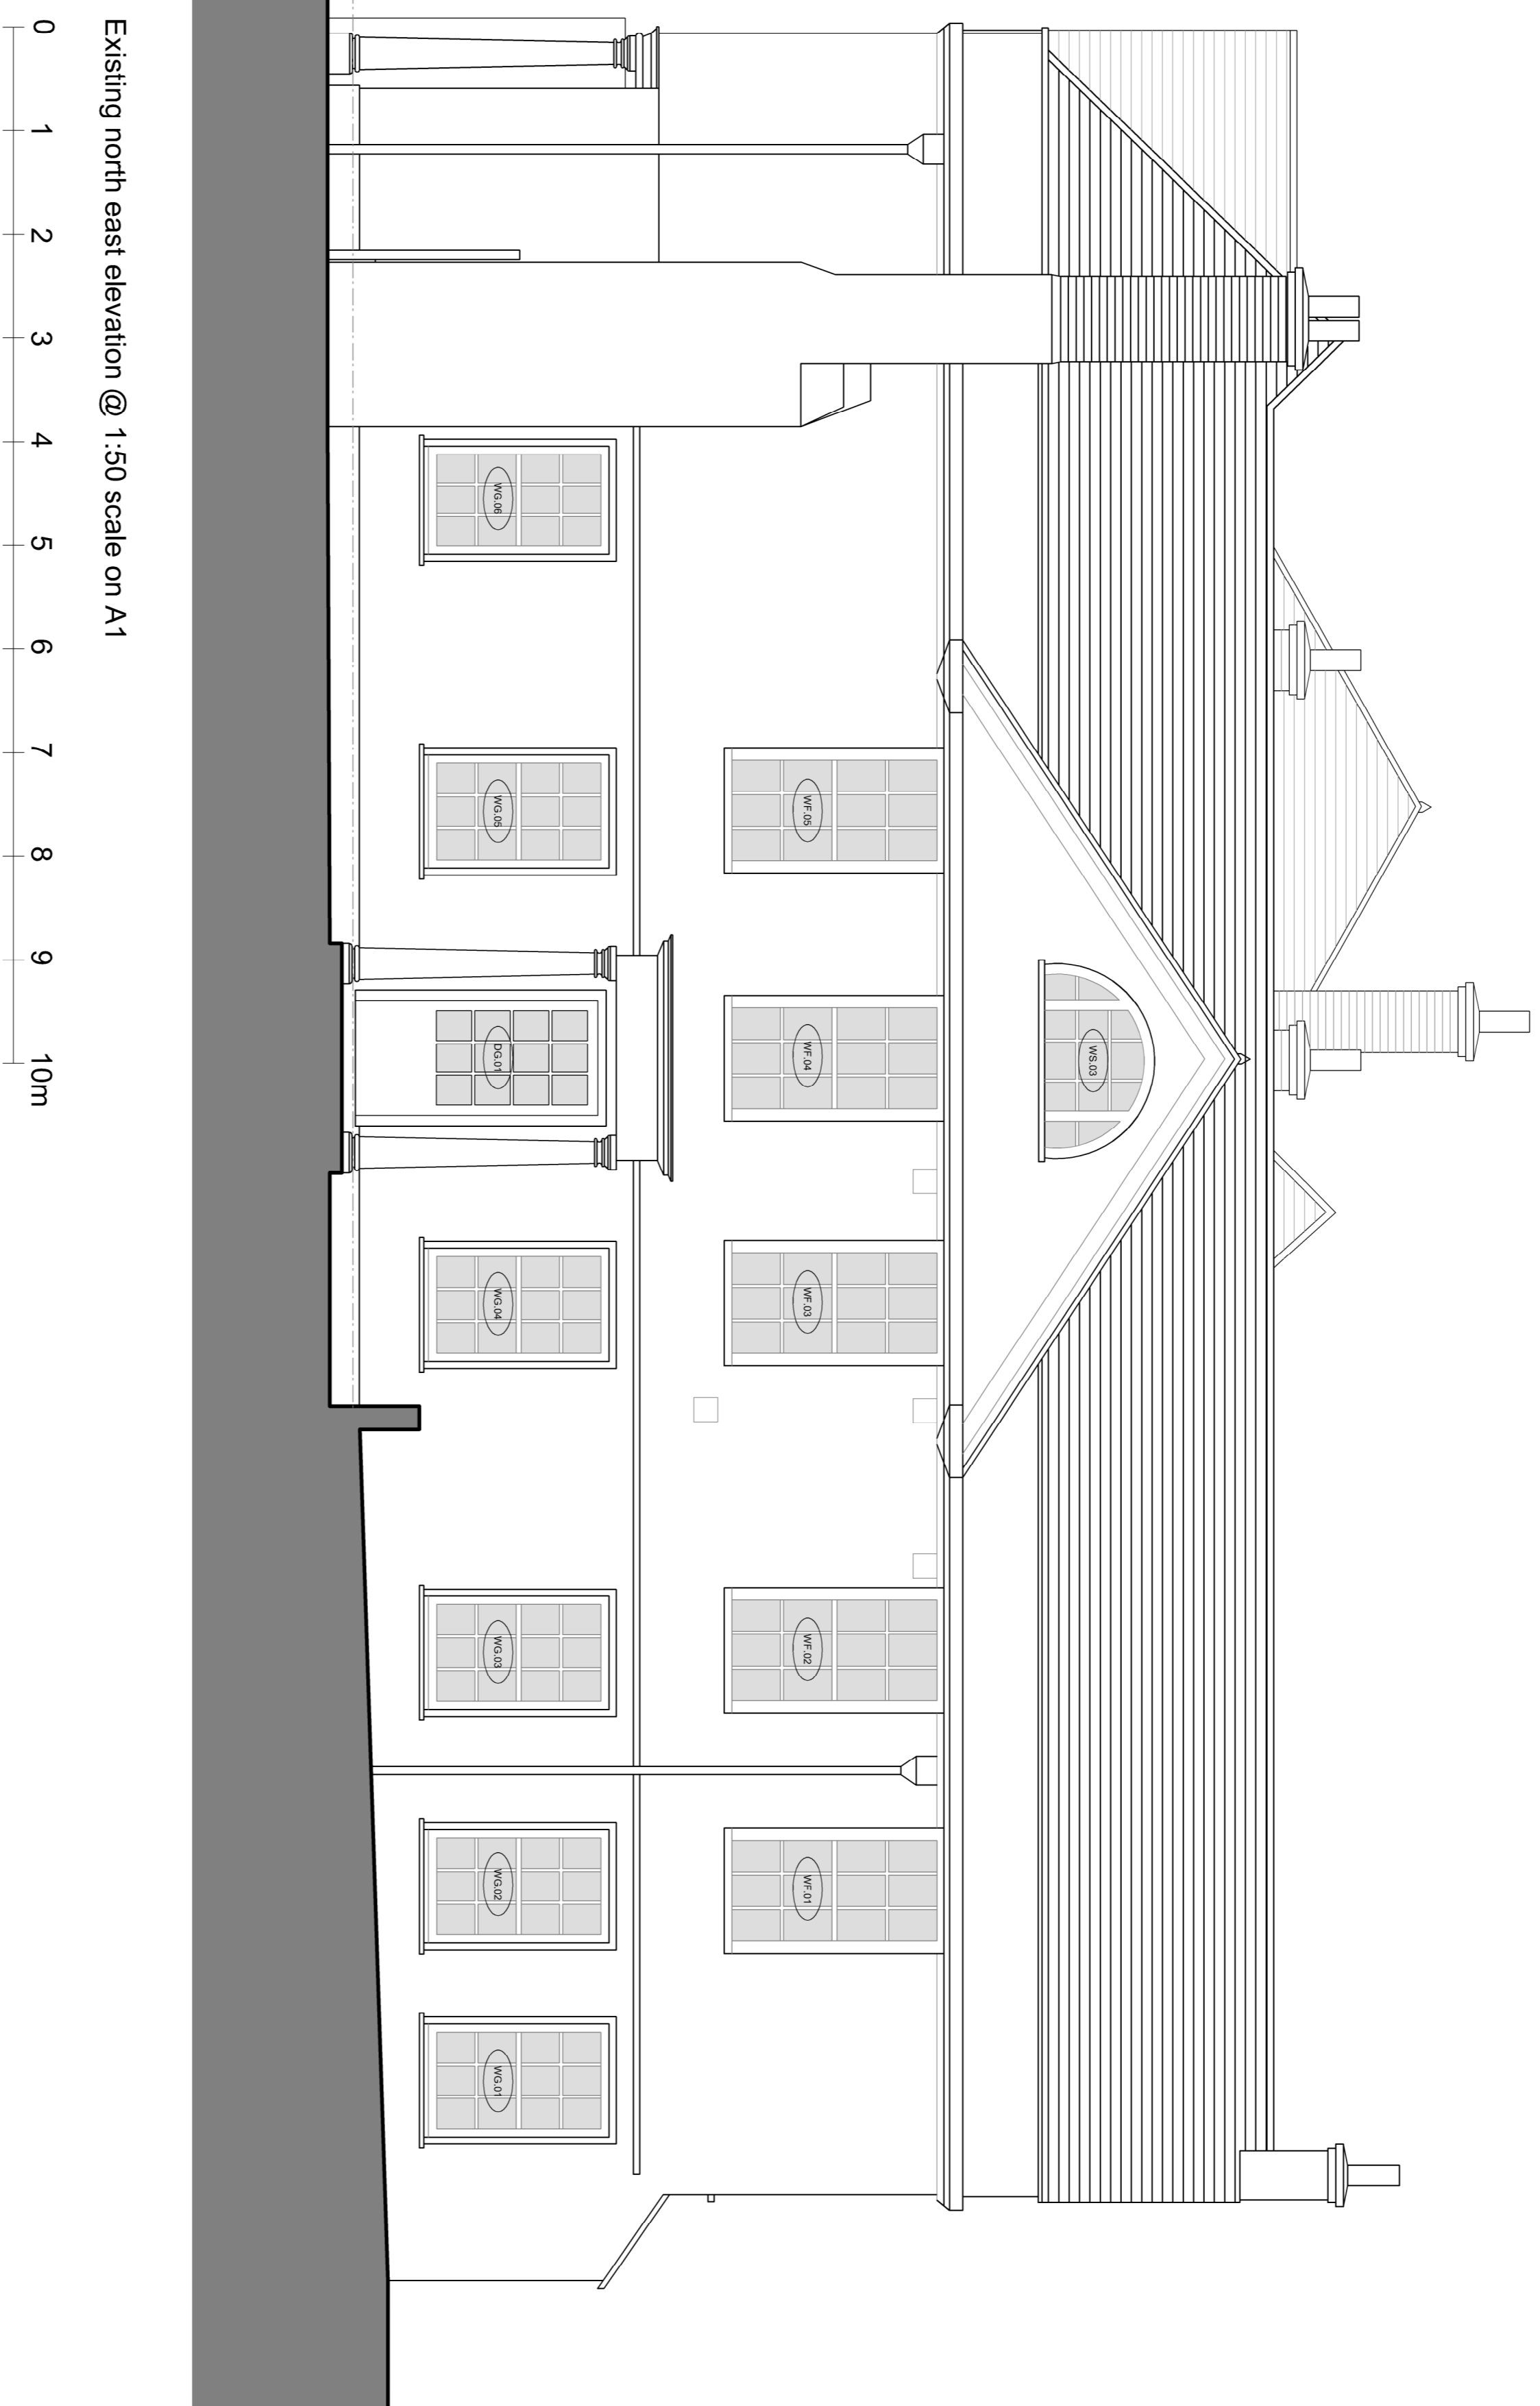 WS.03
WF.05
WF.04
WF.03
WF.02
WF.01
WG.06
WG.05
DG.01
WG.04
WG.03
WG.02
WG.01
Existing north east elevation @ 1:50 scale on A1
0 1 2 3 4 5 6 7 8 9 10m